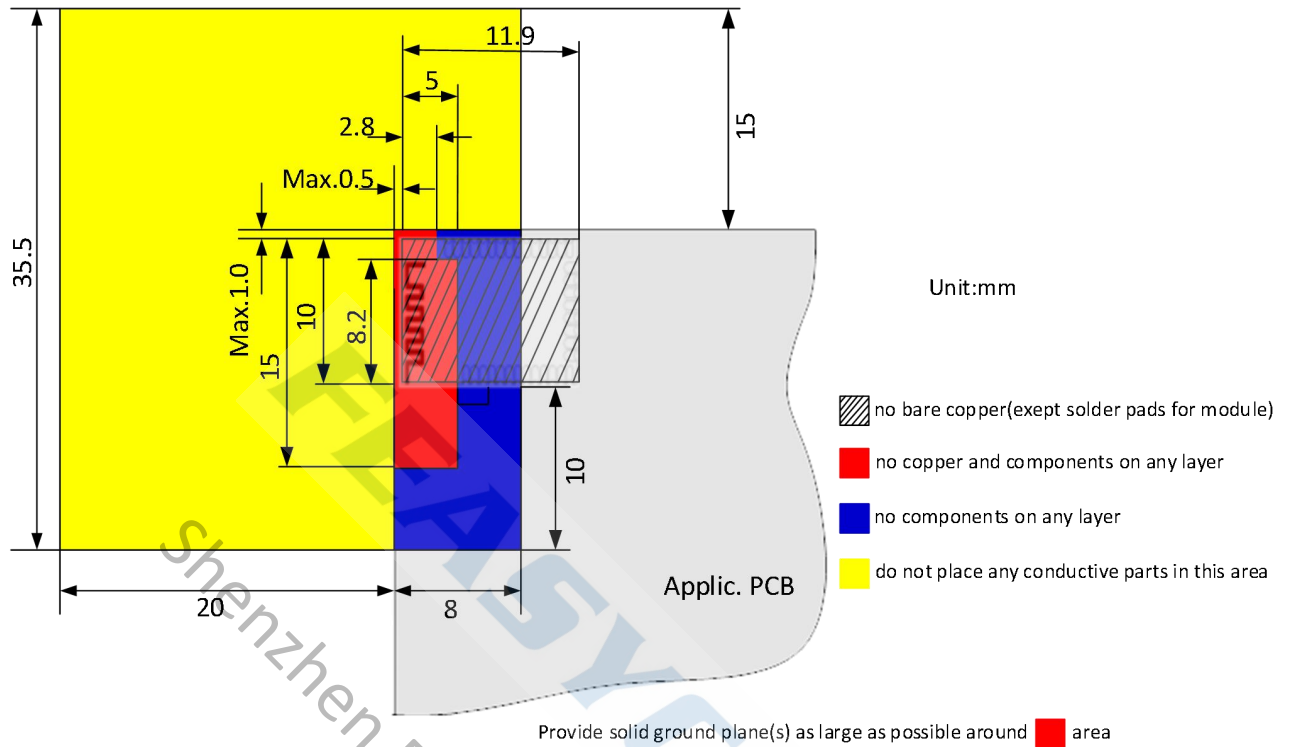 11.9
5
2.8
15
Max.0.5
35.5
Max.1.0
10
8.2
15
Unit:mm
no bare copper(exept solder pads for module)
no copper and components on any layer
10
no components on any layer
do not place any conductive parts in this area
Applic. PCB
20
8
FEASYC
Shenzhen
Provide solid ground plane(s) as large as possible around area